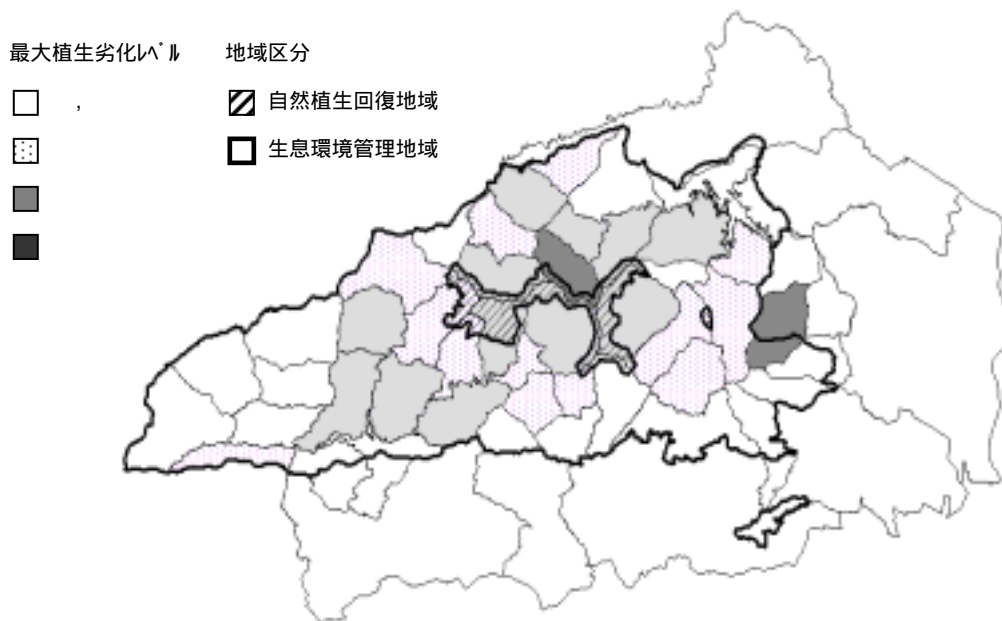 最大植生劣化ﾚﾍﾞﾙ
地域区分
,
自然植生回復地域
生息環境管理地域